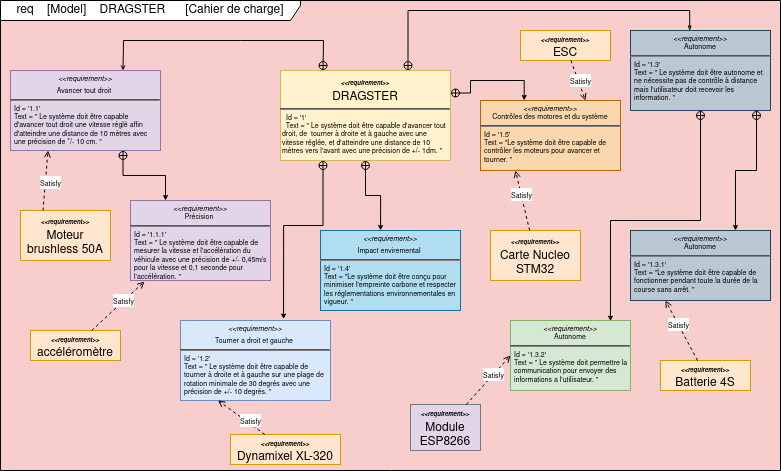 req [Model] DRAGSTER [Cahier de charge]
<<requirement>>
Avancer tout droit
Id = '1.1'
Text = " Le système doit être capable
d'avancer tout droit une vitesse réglé affin
d'atteindre une distance de 10 mètres avec
une précision de +/- 10 cm. "
Satisfy
<<requirement>>
Moteur
brushless 50A
<<requirement>>
Précision
Id = '1.1.1'
Text = " Le système doit être capable de
mesurer la vitesse et l'accélération du
véhicule avec une précision de +/- 0,45m/s
pour la vitesse et 0,1 seconde pour
l'accélération. "
Satisfy
<<requirement>>
accéléromètre
<<requirement>>
DRAGSTER
Id = '1'
Text = " Le système doit être capable d'avancer tout
droit, de tourner à droite et à gauche avec une
vitesse réglée, et d'atteindre une distance de 10
mètres vers l'avant avec une précision de +/- 1dm. "
<<requirement>>
ESC
Satisfy
<<requirement>>
Contrôles des motores et du système
Id = '1.5'
Text = "Le système doit être capable de
contrôler les moteurs pour avancer et
tourner. "
Satisfy
<<requirement>>
Carte Nucleo
STM32
<<requirement>>
Autonome
Id = '1.3'
Text = " Le système doit être autonome et
ne nécessite pas de contrôle à distance
mais l'utilisateur doit recevoir les
information. "
<<requirement>>
Impact enviremental
Id = '1.4'
Text = "Le système doit être conçu pour
minimiser l'empreinte carbone et respecter
les réglementations environnementales en
vigueur. "
<<requirement>>
Autonome
Id = '1.3.1'
Text = "Le système doit être capable de
fonctionner pendant toute la durée de la
course sans arrêt. "
Satisfy
<<requirement>>
Batterie 4S
<<requirement>>
Tourner a droit et gauche
Id = '1.2'
Text = " Le système doit être capable de
tourner à droite et à gauche sur une plage de
rotation minimale de 30 degrés avec une
précision de +/- 10 degrés. "
Satisfy
<<requirement>>
Dynamixel XL-320
<<requirement>>
Autonome
Id = '1.3.2'
Text = " Le système doit permettre la
communication pour envoyer des
informations a l'utilisateur. "
Satisfy
<<requirement>>
Module
ESP8266